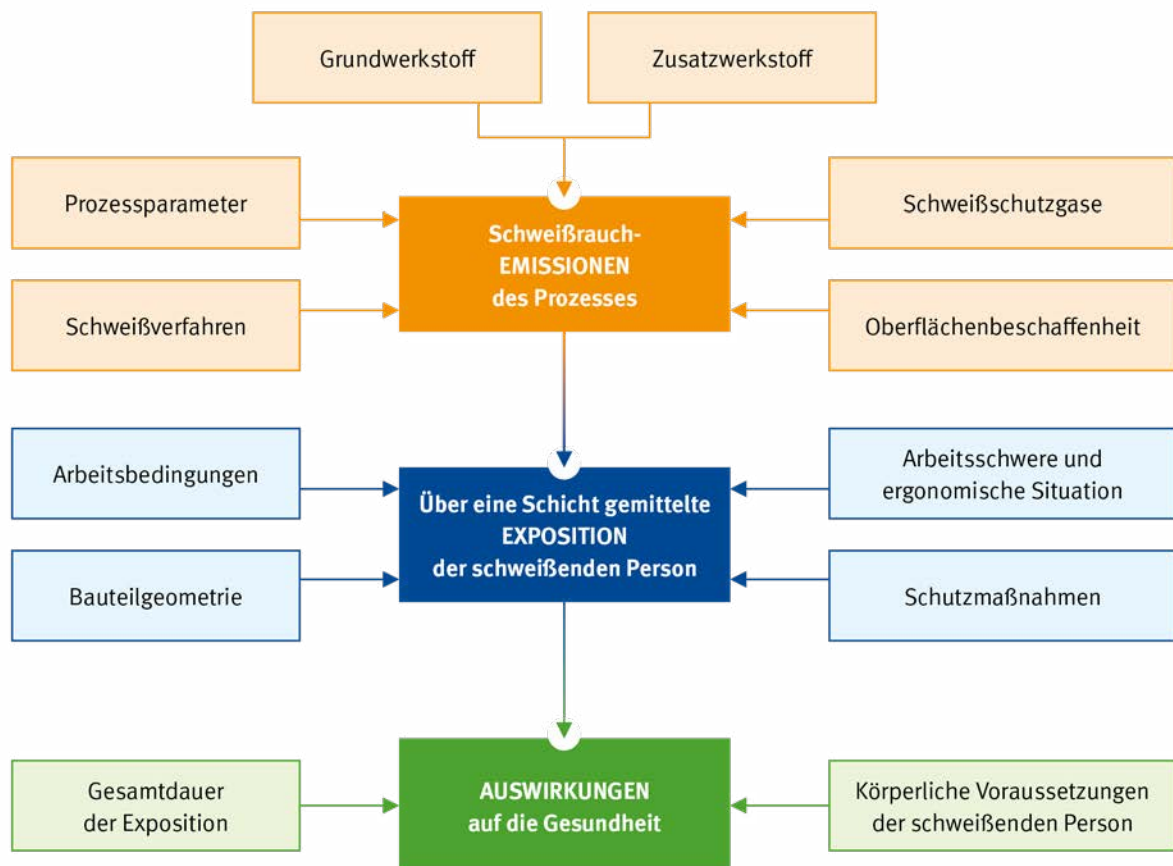 Grundwerkstoff
Zusatzwerkstoff
Prozessparameter
Schweißrauch-
EMISSIONEN
des Prozesses
Schweißschutzgase
Schweißverfahren
Oberflächenbeschaffenheit
Arbeitsbedingungen
Über eine Schicht gemittelte
EXPOSITION
der schweißenden Person
Arbeitsschwere und
ergonomische Situation
Bauteilgeometrie
Schutzmaßnahmen
Gesamtdauer
der Exposition
AUSWIRKUNGEN
auf die Gesundheit
Körperliche Voraussetzungen
der schweißenden Person